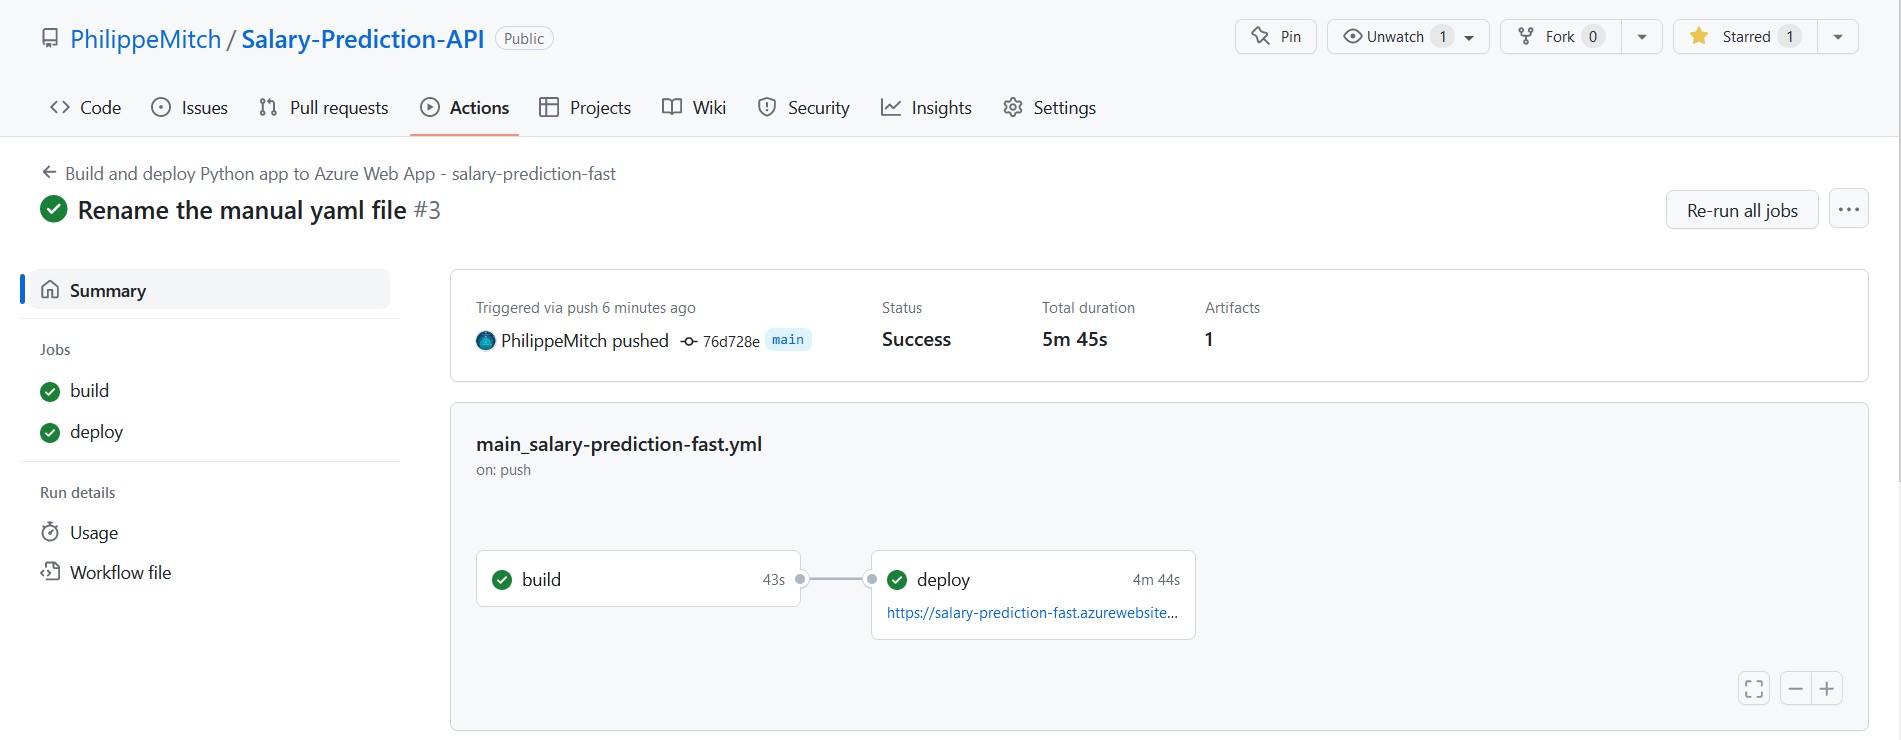 PhilippeMitch / Salary-Prediction-API Public
Pin Unwatch 1 Fork 0 Starred 1
Code Issues Pull requests Actions Projects Wiki Security Insights Settings
Build and deploy Python app to Azure Web App - salary-prediction-fast
Rename the manual yaml file #3
Re-run all jobs
Summary
Jobs
build
deploy
Run details
Usage
Workflow file
Triggered via push 6 minutes ago
PhilippeMitch pushed 76d728e main
Status
Success
Total duration
5m 45s
Artifacts
1
main_salary-prediction-fast.yml
on: push
build 43s
deploy 4m 44s
https://salary-prediction-fast.azurewebsite...